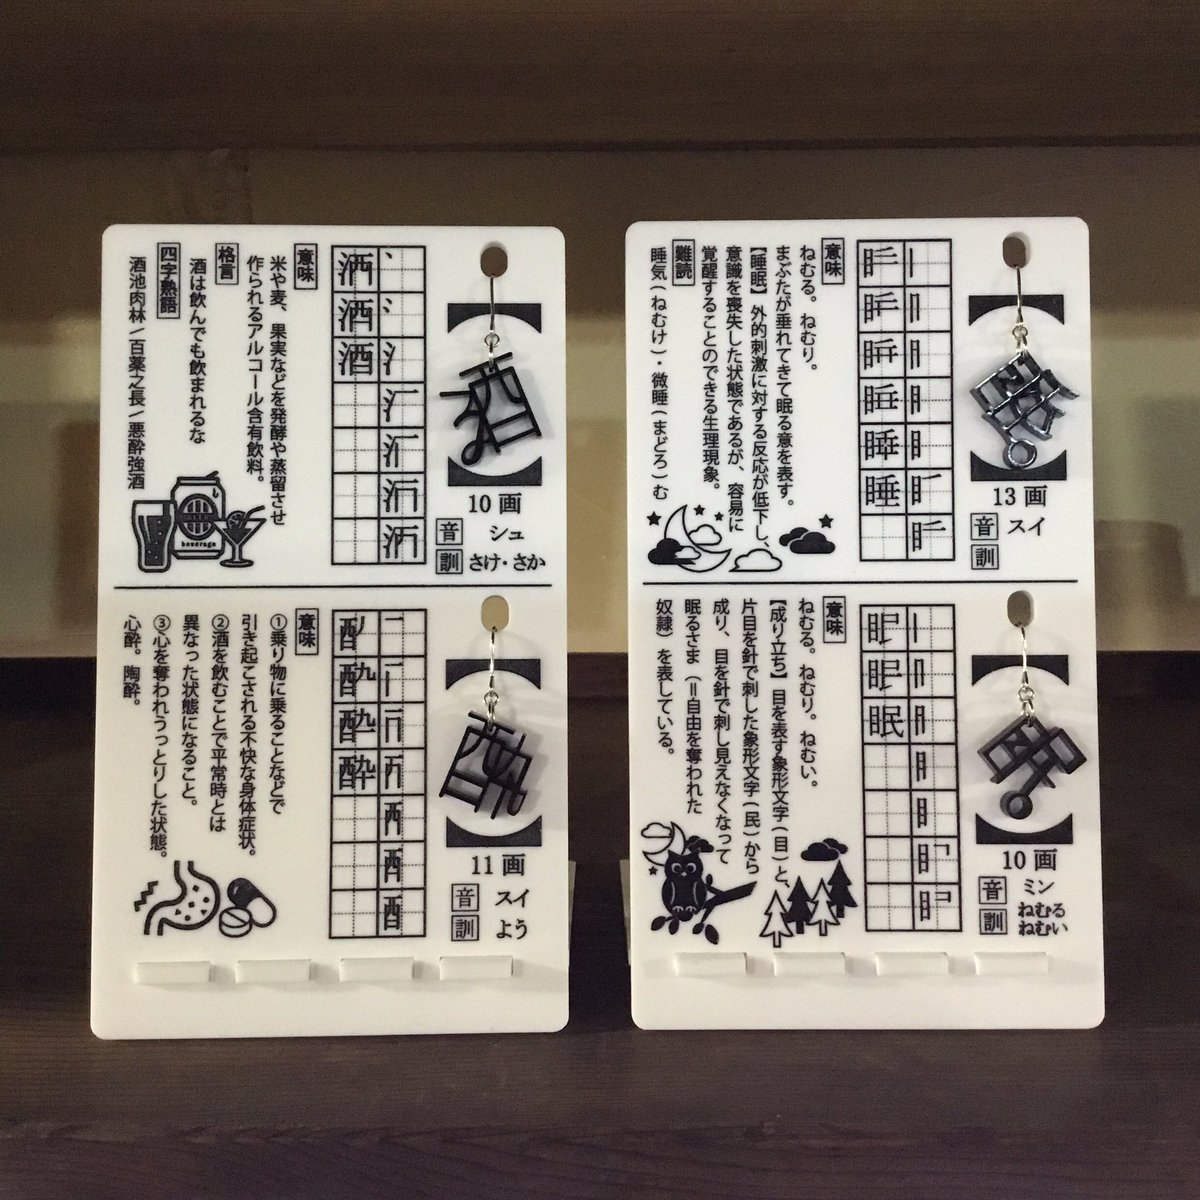 酒
10画
音 シュ
訓 さけ・さか
意味
米や麦、果実などを発酵や蒸留させ
作られるアルコール含有飲料。
格言
酒は飲んでも飲まれるな
四字熟語
酒池肉林/百薬之長/悪酔強酒
beverage
酔
11画
音 スイ
訓 よう
意味
①乗り物に乗ることなどで
引き起こされる不快な身体症状。
②酒を飲むことで平常時とは
異なった状態になること。
③心を奪われうっとりした状態。
心酔。陶酔。
睡
13画
音 スイ
訓
意味
ねむる。ねむり。
まぶたが垂れてきて眠る意を表す。
【睡眠】外的刺激に対する反応が低下し、
意識を喪失した状態であるが、容易に
覚醒することのできる生理現象。
難読
睡気(ねむけ)・微睡(まどろ)む
眠
10画
音 ミン
訓 ねむる
ねむい
意味
ねむる。ねむり。ねむい。
【成り立ち】目を表す象形文字(目)と、
片目を針で刺した象形文字(民)から
成り、目を針で刺し見えなくなって
眠るさま(=自由を奪われた
奴隷)を表している。